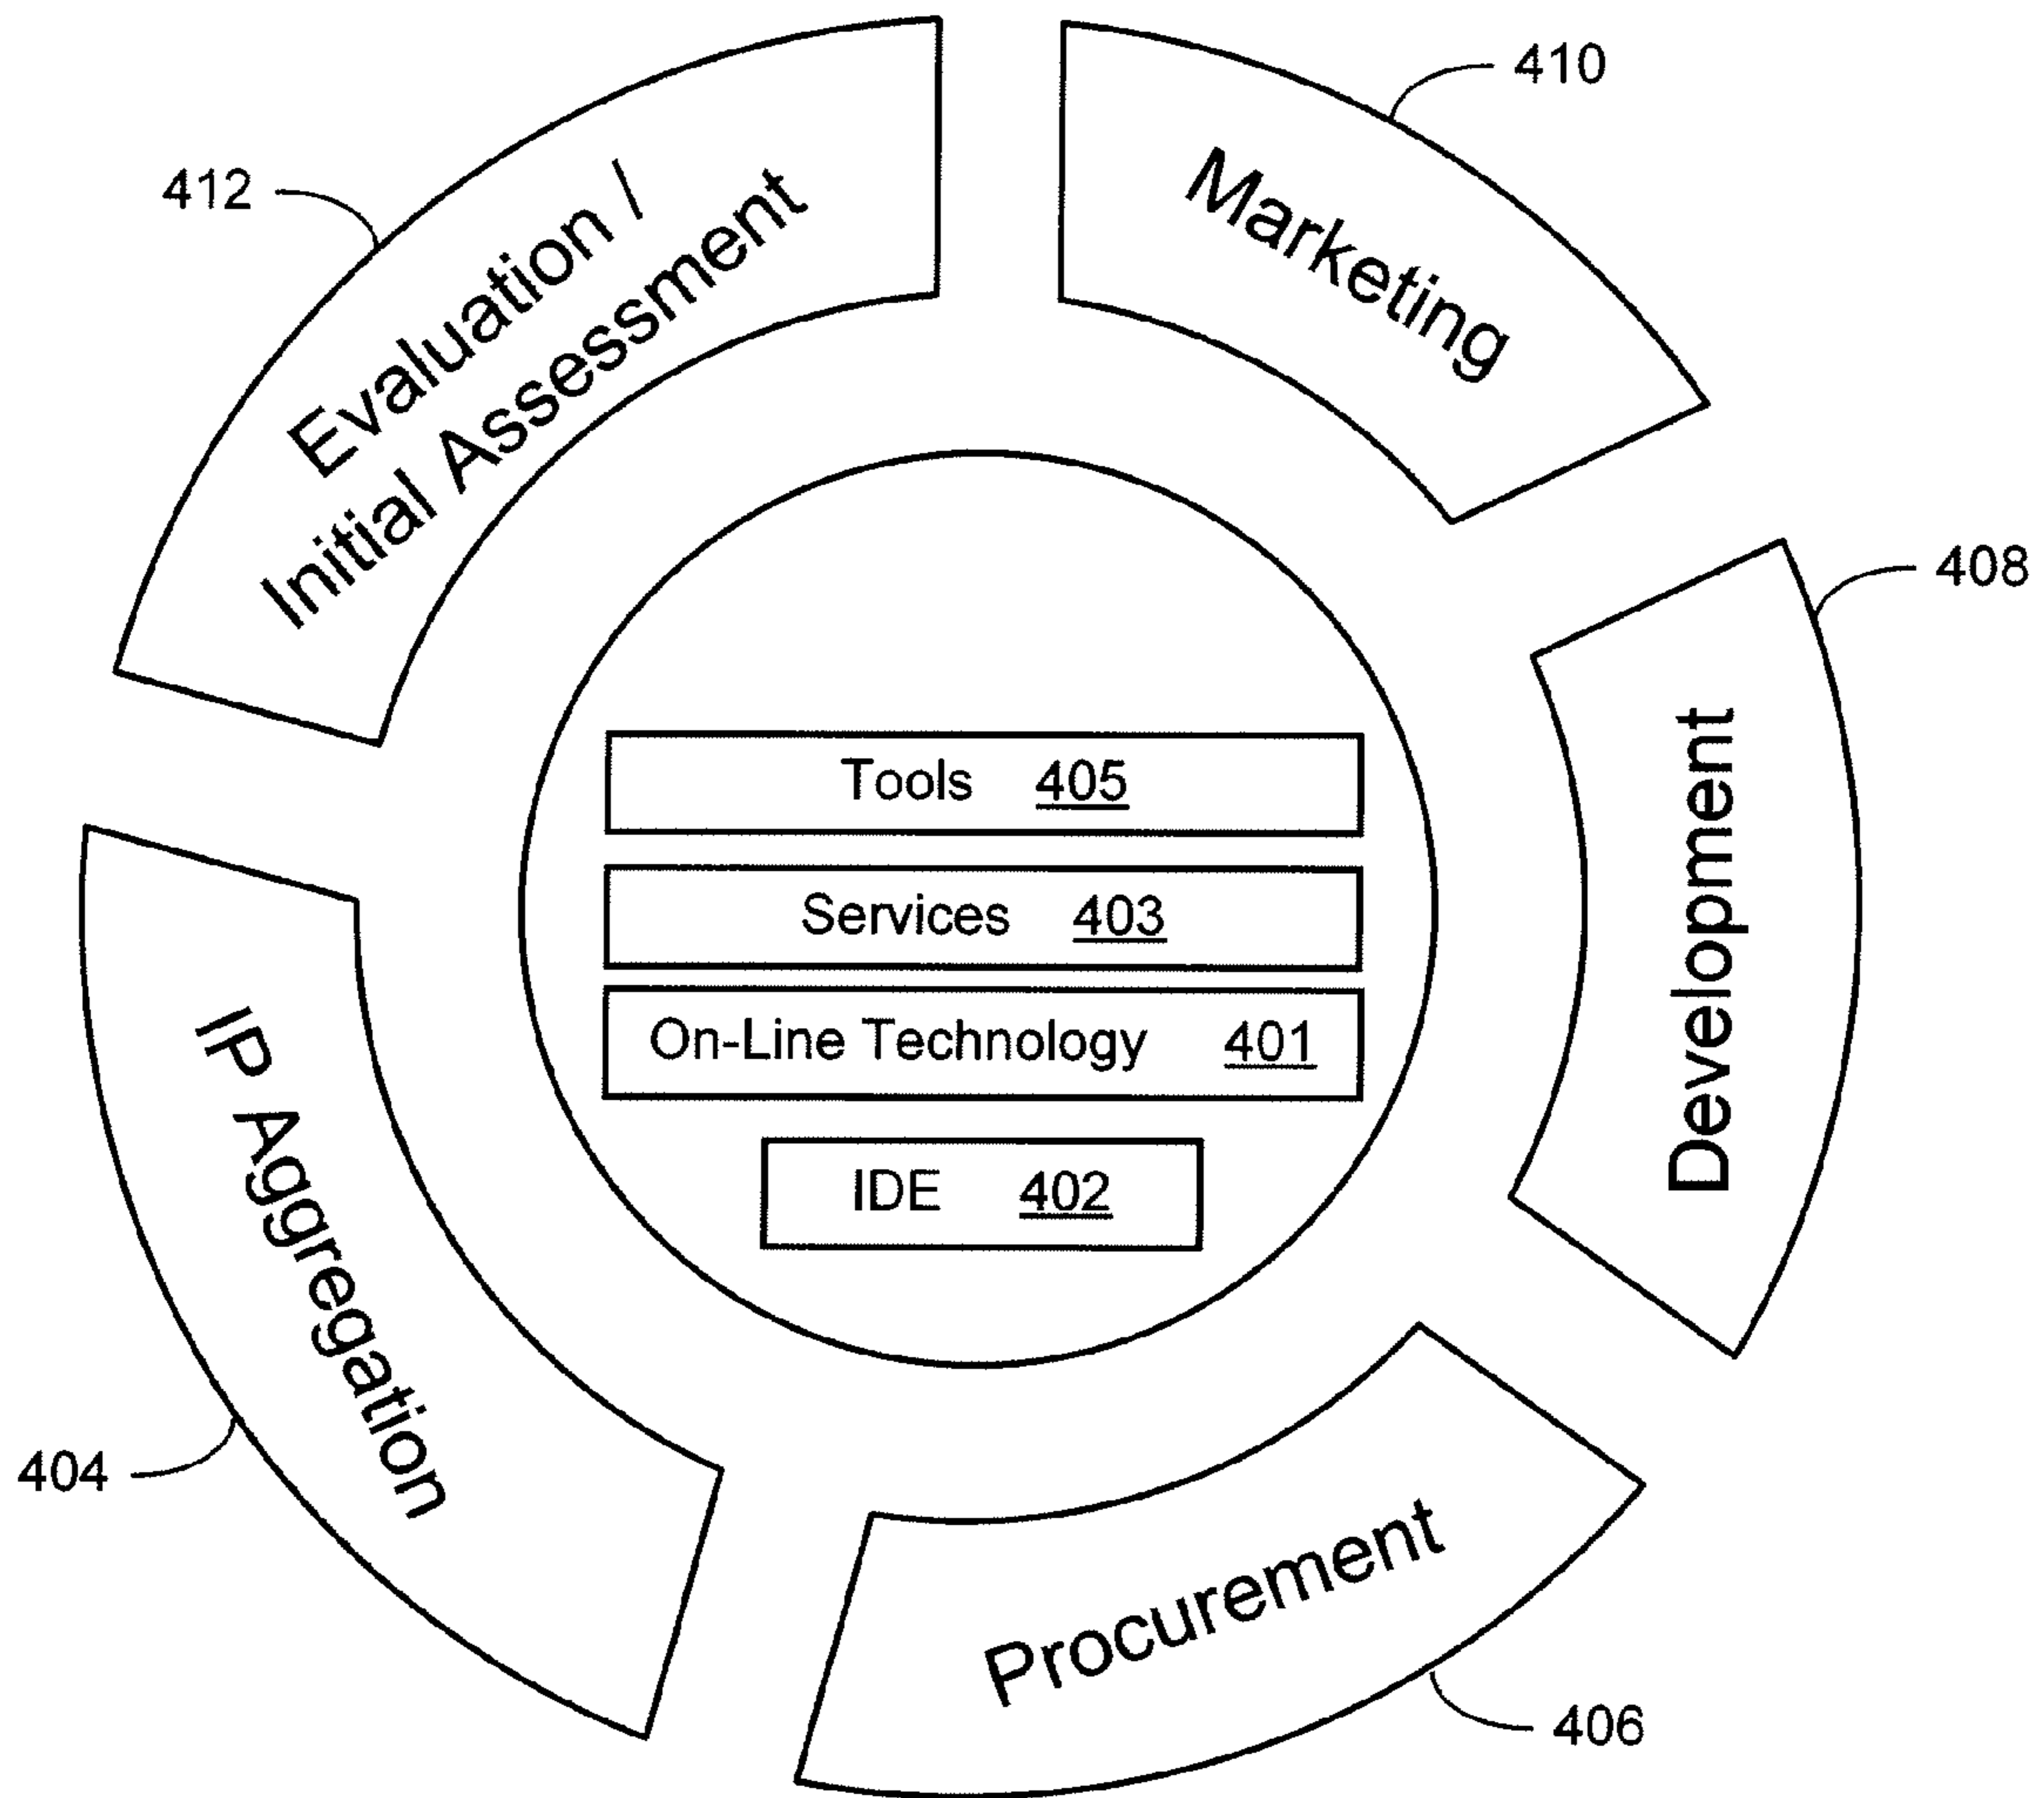 410
Marketing
412
Evaluation /
Initial Assessment
408
Development
Tools 405
Services 403
On-Line Technology 401
IDE 402
IP Aggregation
404
Procurement
406